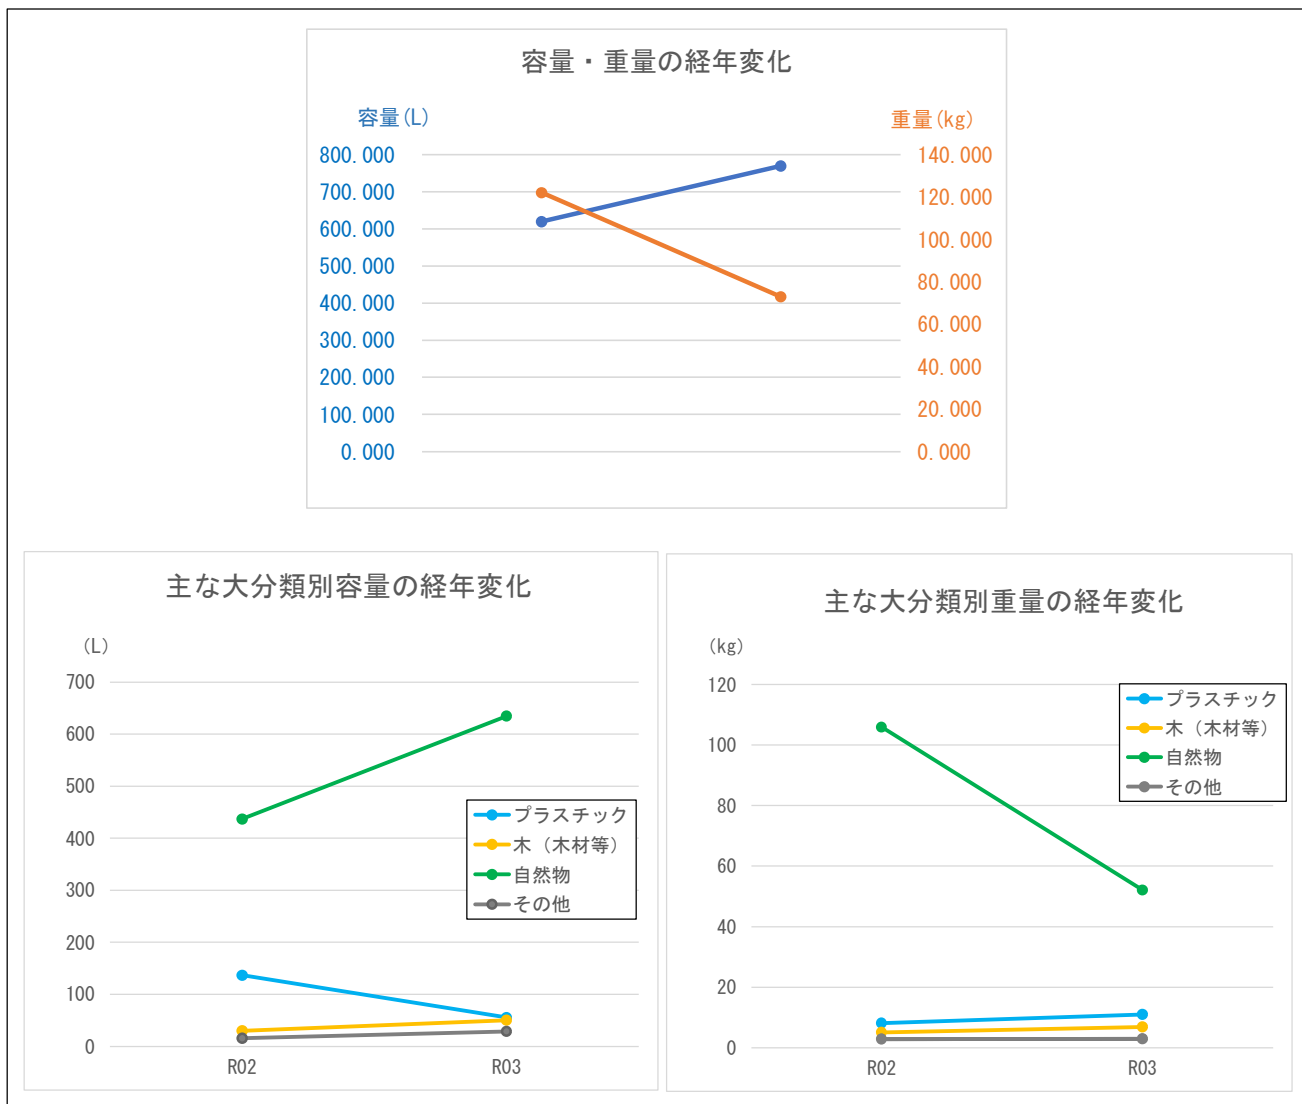 容量・重量の経年変化
容量(L)
重量(kg)
800.000
700.000
600.000
500.000
400.000
300.000
200.000
100.000
0.000
140.000
120.000
100.000
80.000
60.000
40.000
20.000
0.000
主な大分類別容量の経年変化
(L)
700
600
500
400
300
200
100
0
プラスチック
木（木材等）
自然物
その他
R02
R03
主な大分類別重量の経年変化
(kg)
120
100
80
60
40
20
0
プラスチック
木（木材等）
自然物
その他
R02
R03